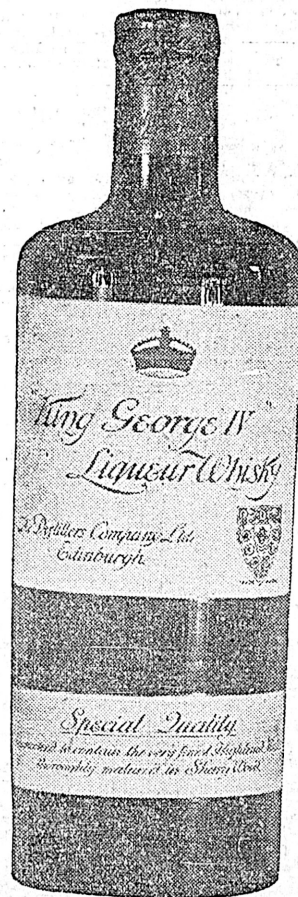 "King George IV"
Liqueur Whisky
The Distillers Company Ltd.
Edinburgh.
Special Quality
to contain the very finest Highland
thoroughly matured in Sherry Wood.